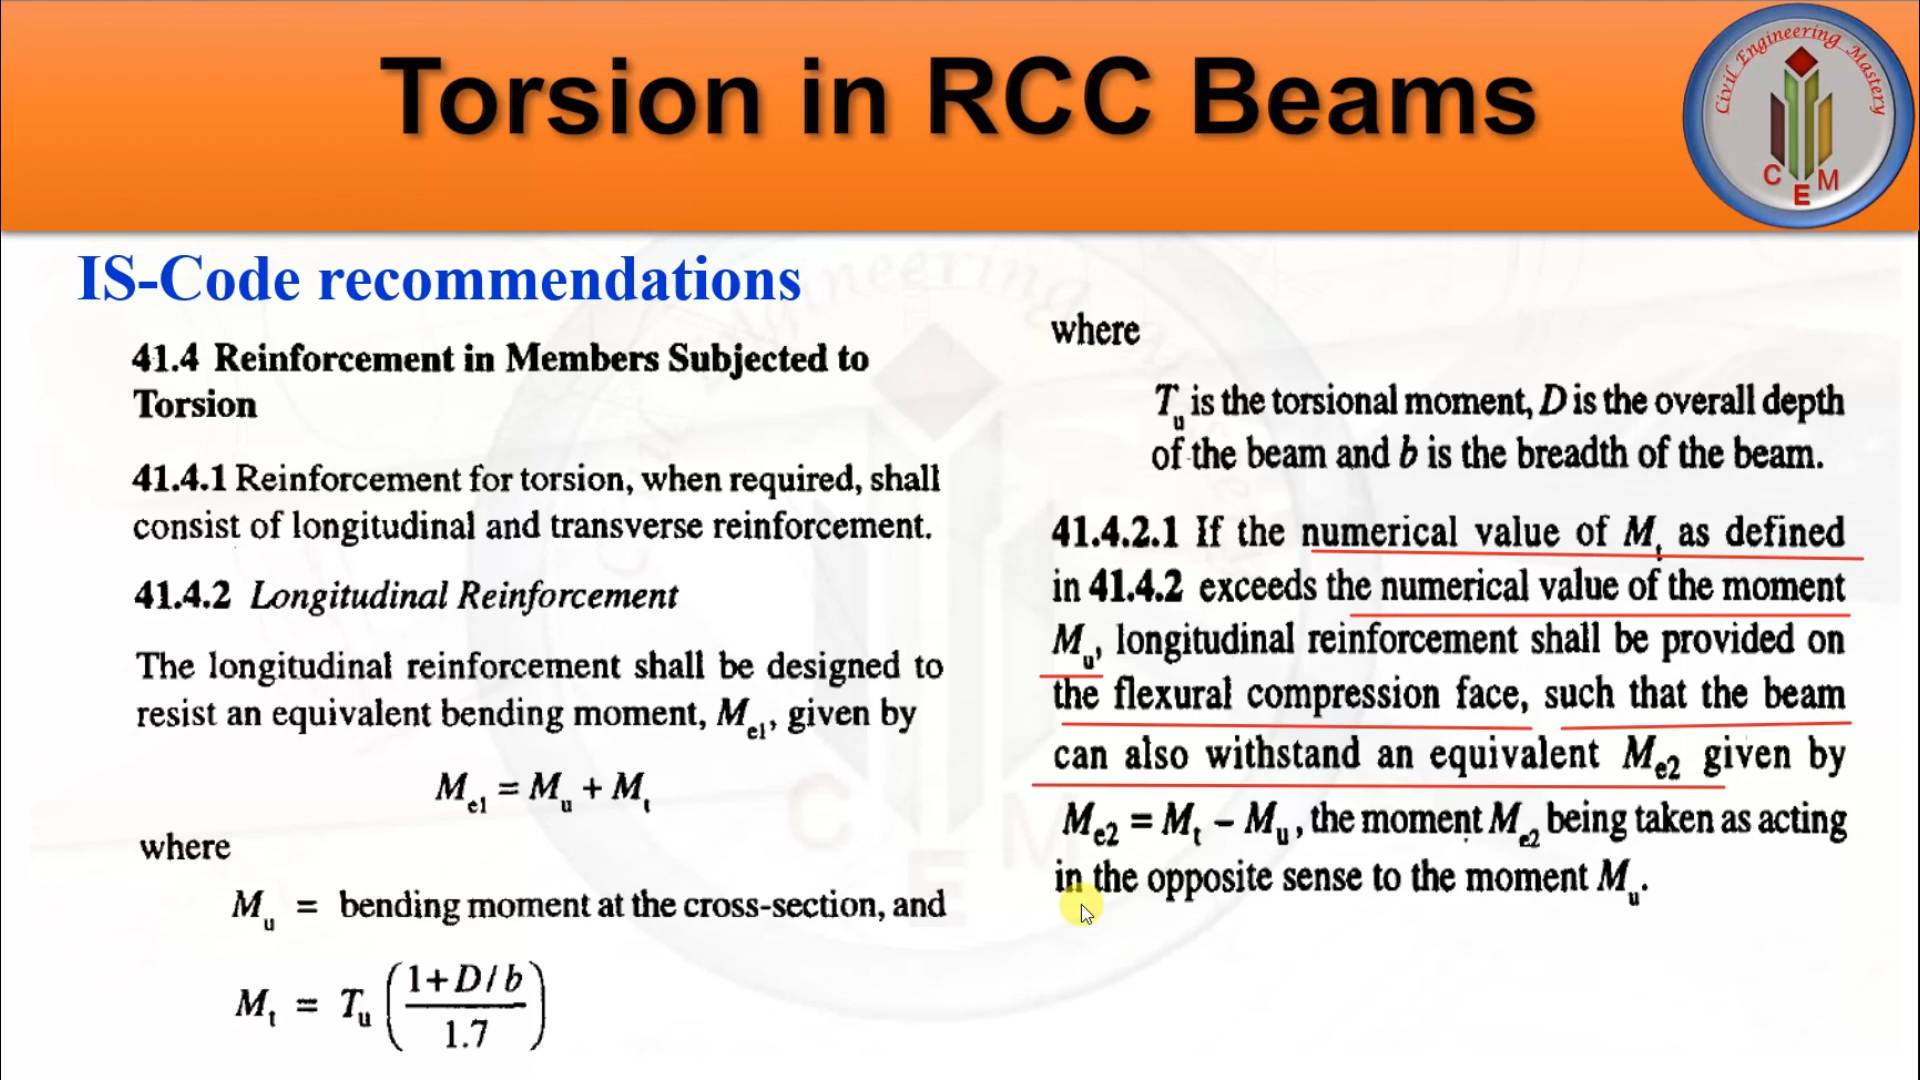 Torsion in RCC Beams
Civil Engineering Mastery
C E M
IS-Code recommendations
41.4 Reinforcement in Members Subjected to
Torsion
41.4.1 Reinforcement for torsion, when required, shall
consist of longitudinal and transverse reinforcement.
41.4.2 Longitudinal Reinforcement
The longitudinal reinforcement shall be designed to
resist an equivalent bending moment, Me1, given by
Me1 = Mu + Mt
where
Mu = bending moment at the cross-section, and
Mt = Tu ( (1+D/b) / 1.7 )
where
Tu is the torsional moment, D is the overall depth
of the beam and b is the breadth of the beam.
41.4.2.1 If the numerical value of Mt as defined
in 41.4.2 exceeds the numerical value of the moment
Mu, longitudinal reinforcement shall be provided on
the flexural compression face, such that the beam
can also withstand an equivalent Me2 given by
Me2 = Mt – Mu, the moment Me2 being taken as acting
in the opposite sense to the moment Mu.
C E M